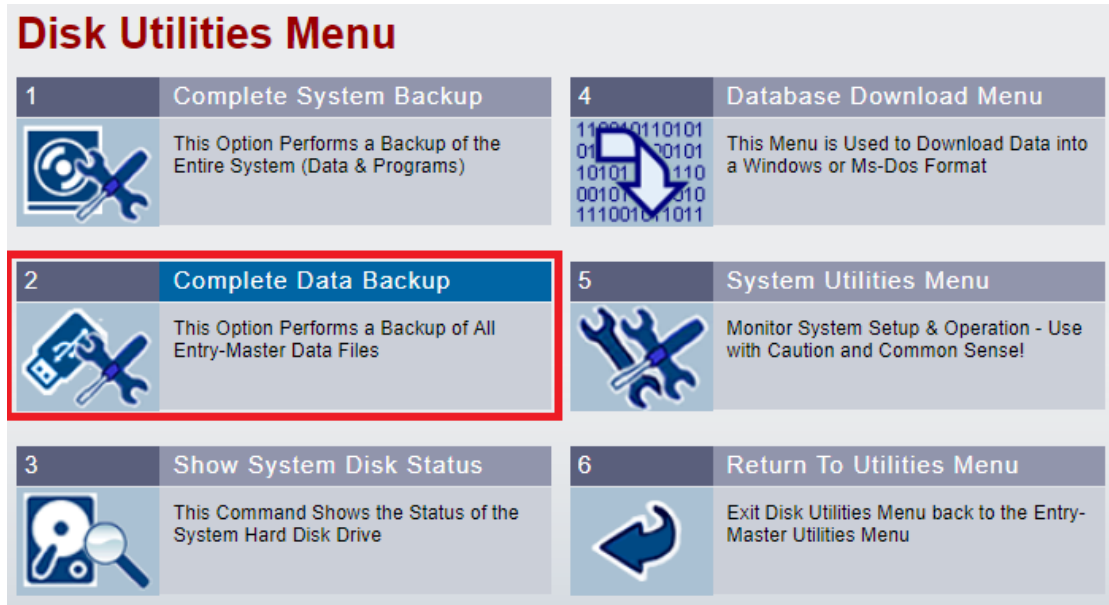 Disk Utilities Menu
1 Complete System Backup
This Option Performs a Backup of the
Entire System (Data & Programs)
2 Complete Data Backup
This Option Performs a Backup of All
Entry-Master Data Files
3 Show System Disk Status
This Command Shows the Status of the
System Hard Disk Drive
4 Database Download Menu
This Menu is Used to Download Data into
a Windows or Ms-Dos Format
5 System Utilities Menu
Monitor System Setup & Operation - Use
with Caution and Common Sense!
6 Return To Utilities Menu
Exit Disk Utilities Menu back to the Entry-
Master Utilities Menu